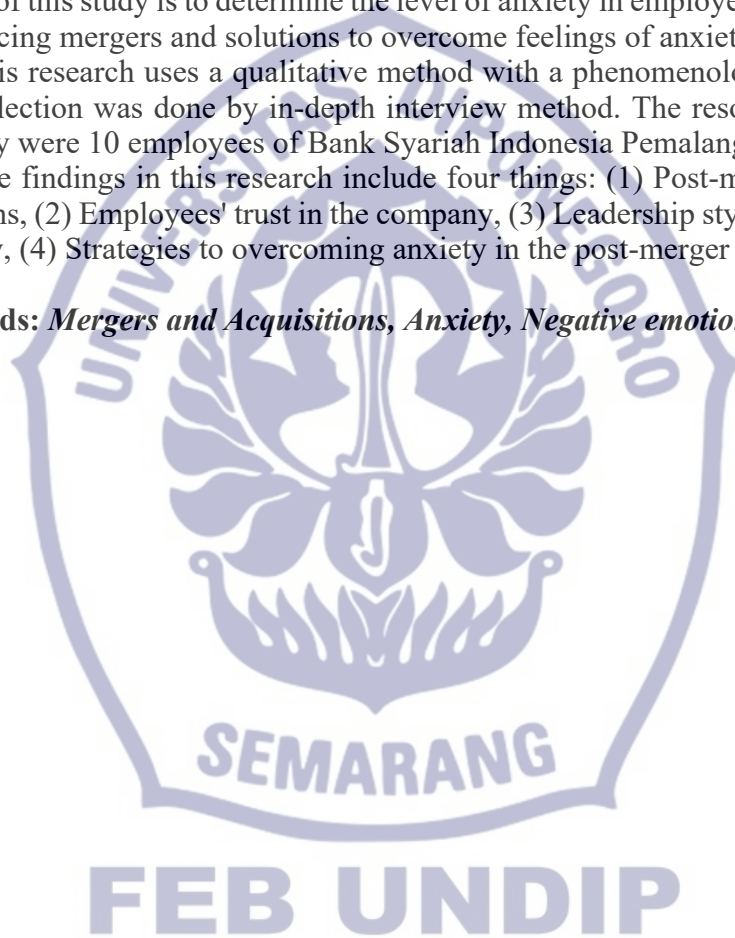 of this study is to determine the level of anxiety in employe
cing mergers and solutions to overcome feelings of anxiet
is research uses a qualitative method with a phenomenolo
lection was done by in-depth interview method. The reso
y were 10 employees of Bank Syariah Indonesia Pemalang
e findings in this research include four things: (1) Post-m
ns, (2) Employees' trust in the company, (3) Leadership sty
y, (4) Strategies to overcoming anxiety in the post-merger
ds: Mergers and Acquisitions, Anxiety, Negative emotion
UNIVERSITAS DIPONEGORO
SEMARANG
FEB UNDIP